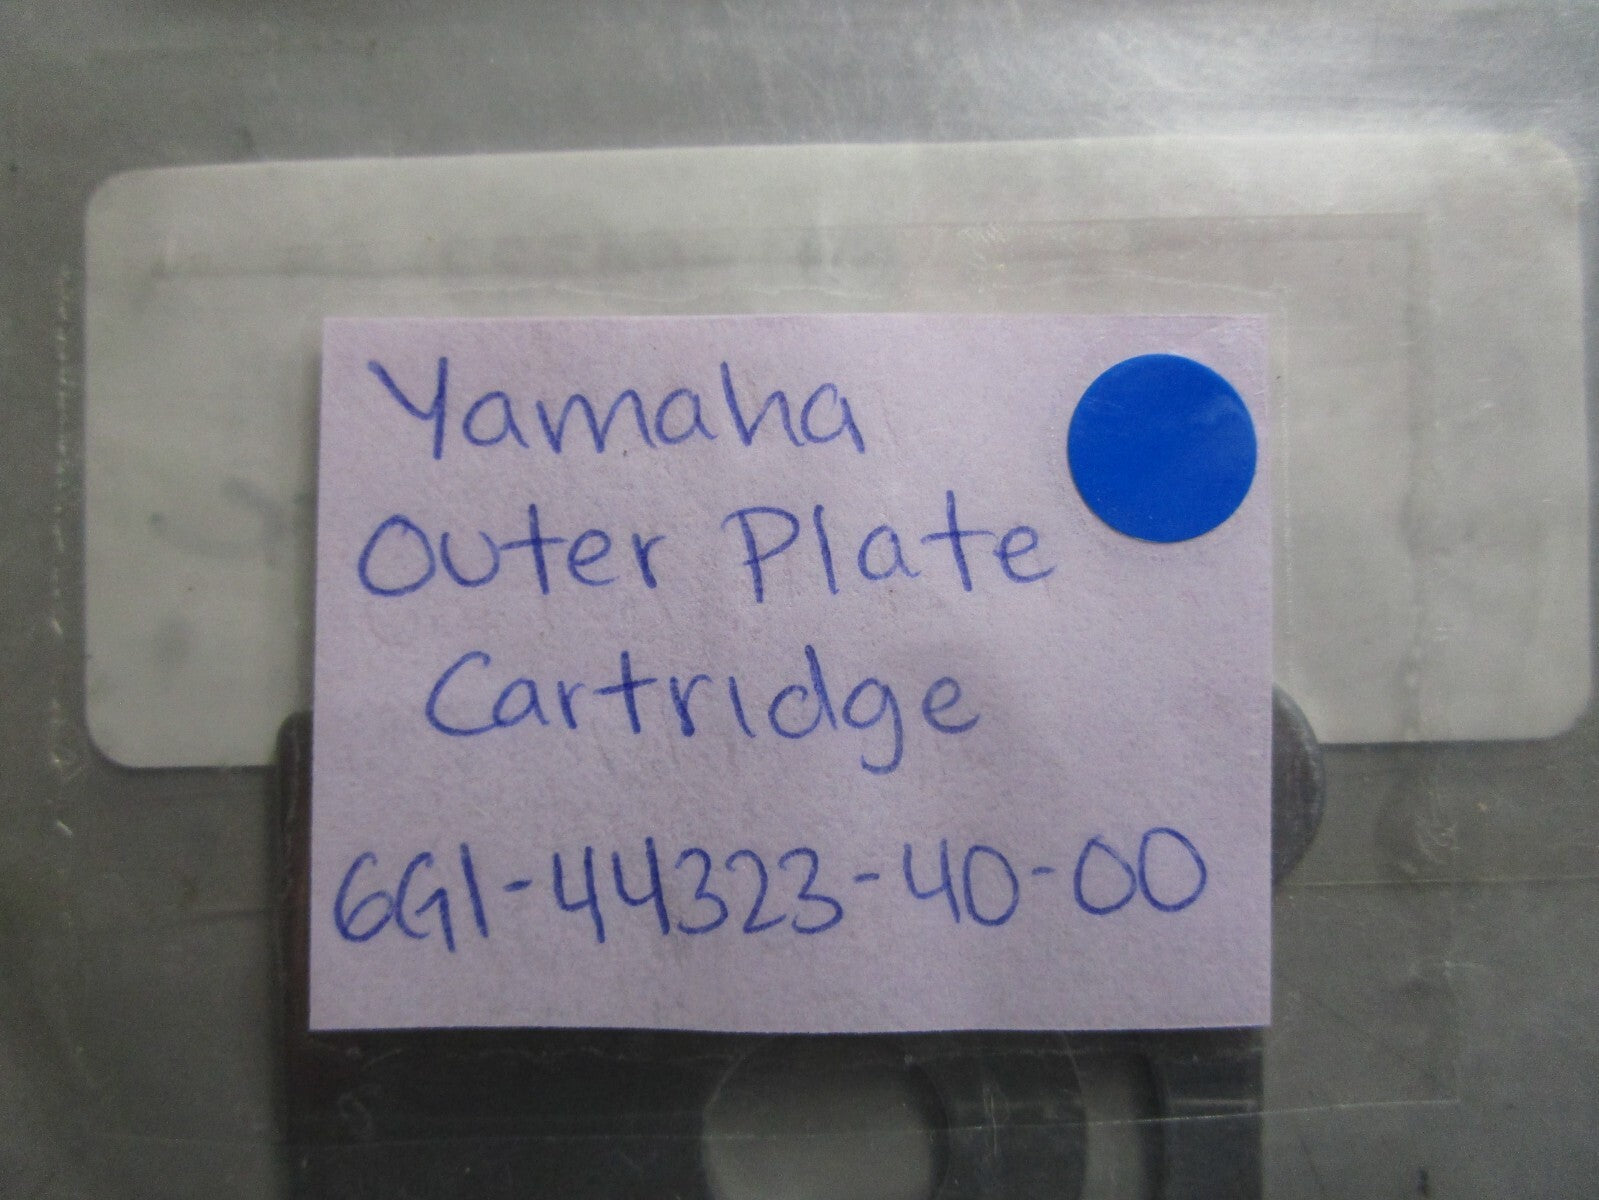 Yamaha
Outer Plate
Cartridge
6G1-44323-40-00